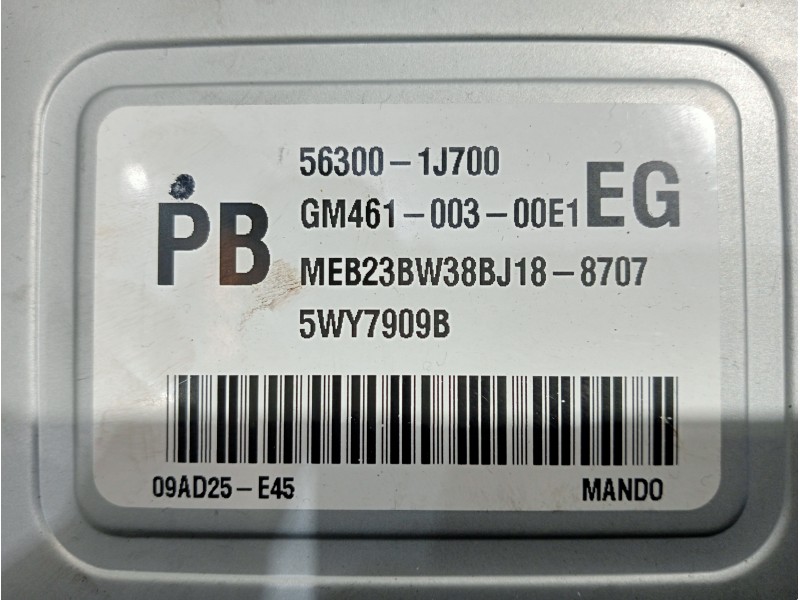 56300-1J700
PB
GM461-003-00E1 EG
MEB23BW38BJ18-8707
5WY7909B
09AD25-E45 MANDO